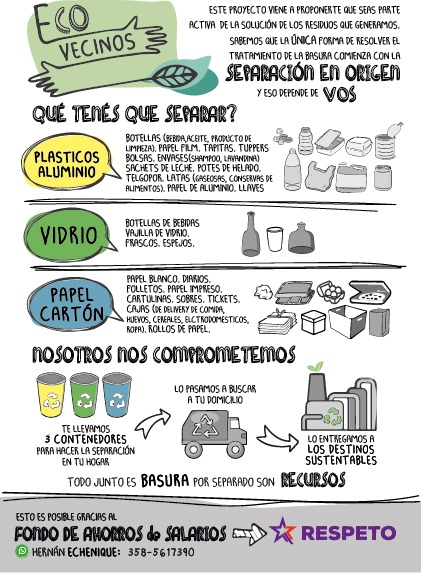 ECO
VECINOS
ESTE PROYECTO VIENE A PROPONERTE QUE SEAS PARTE
ACTIVA DE LA SOLUCIÓN DE LOS RESIDUOS QUE GENERAMOS.
SABEMOS QUE LA ÚNICA FORMA DE RESOLVER EL
TRATAMIENTO DE LA BASURA COMIENZA CON LA
SEPARACIÓN EN ORIGEN
Y ESO DEPENDE DE VOS
QUÉ TENÉS QUE SEPARAR?
PLASTICOS
ALUMINIO
BOTELLAS (BEBIDA,ACEITE, PRODUCTO DE
LIMPIEZA), PAPEL FILM, TAPITAS, TUPPERS
BOLSAS, ENVASES(SHAMPOO, LAVANDINA)
SACHETS DE LECHE, POTES DE HELADO,
TELGOPOR, LATAS (GASEOSAS, CONSERVAS DE
ALIMENTOS), PAPEL DE ALUMINIO, LLAVES
VIDRIO
BOTELLAS DE BEBIDAS
VAJILLA DE VIDRIO,
FRASCOS, ESPEJOS.
PAPEL
CARTÓN
PAPEL BLANCO, DIARIOS,
FOLLETOS, PAPEL IMPRESO,
CARTULINAS, SOBRES, TICKETS,
CAJAS (DE DELIVERY DE COMIDA,
HUEVOS, CEREALES, ELCTRODOMÉSTICOS,
ROPA), ROLLOS DE PAPEL,
NOSOTROS NOS COMPROMETEMOS
TE LLEVAMOS
3 CONTENEDORES
PARA HACER LA SEPARACIÓN
EN TU HOGAR
LO PASAMOS A BUSCAR
A TU DOMICILIO
LO ENTREGAMOS A
LOS DESTINOS
SUSTENTABLES
TODO JUNTO ES BASURA POR SEPARADO SON RECURSOS
ESTO ES POSIBLE GRACIAS AL
FONDO DE AHORROS de SALARIOS
RESPETO
HERNÁN ECHENIQUE: 358-5617390